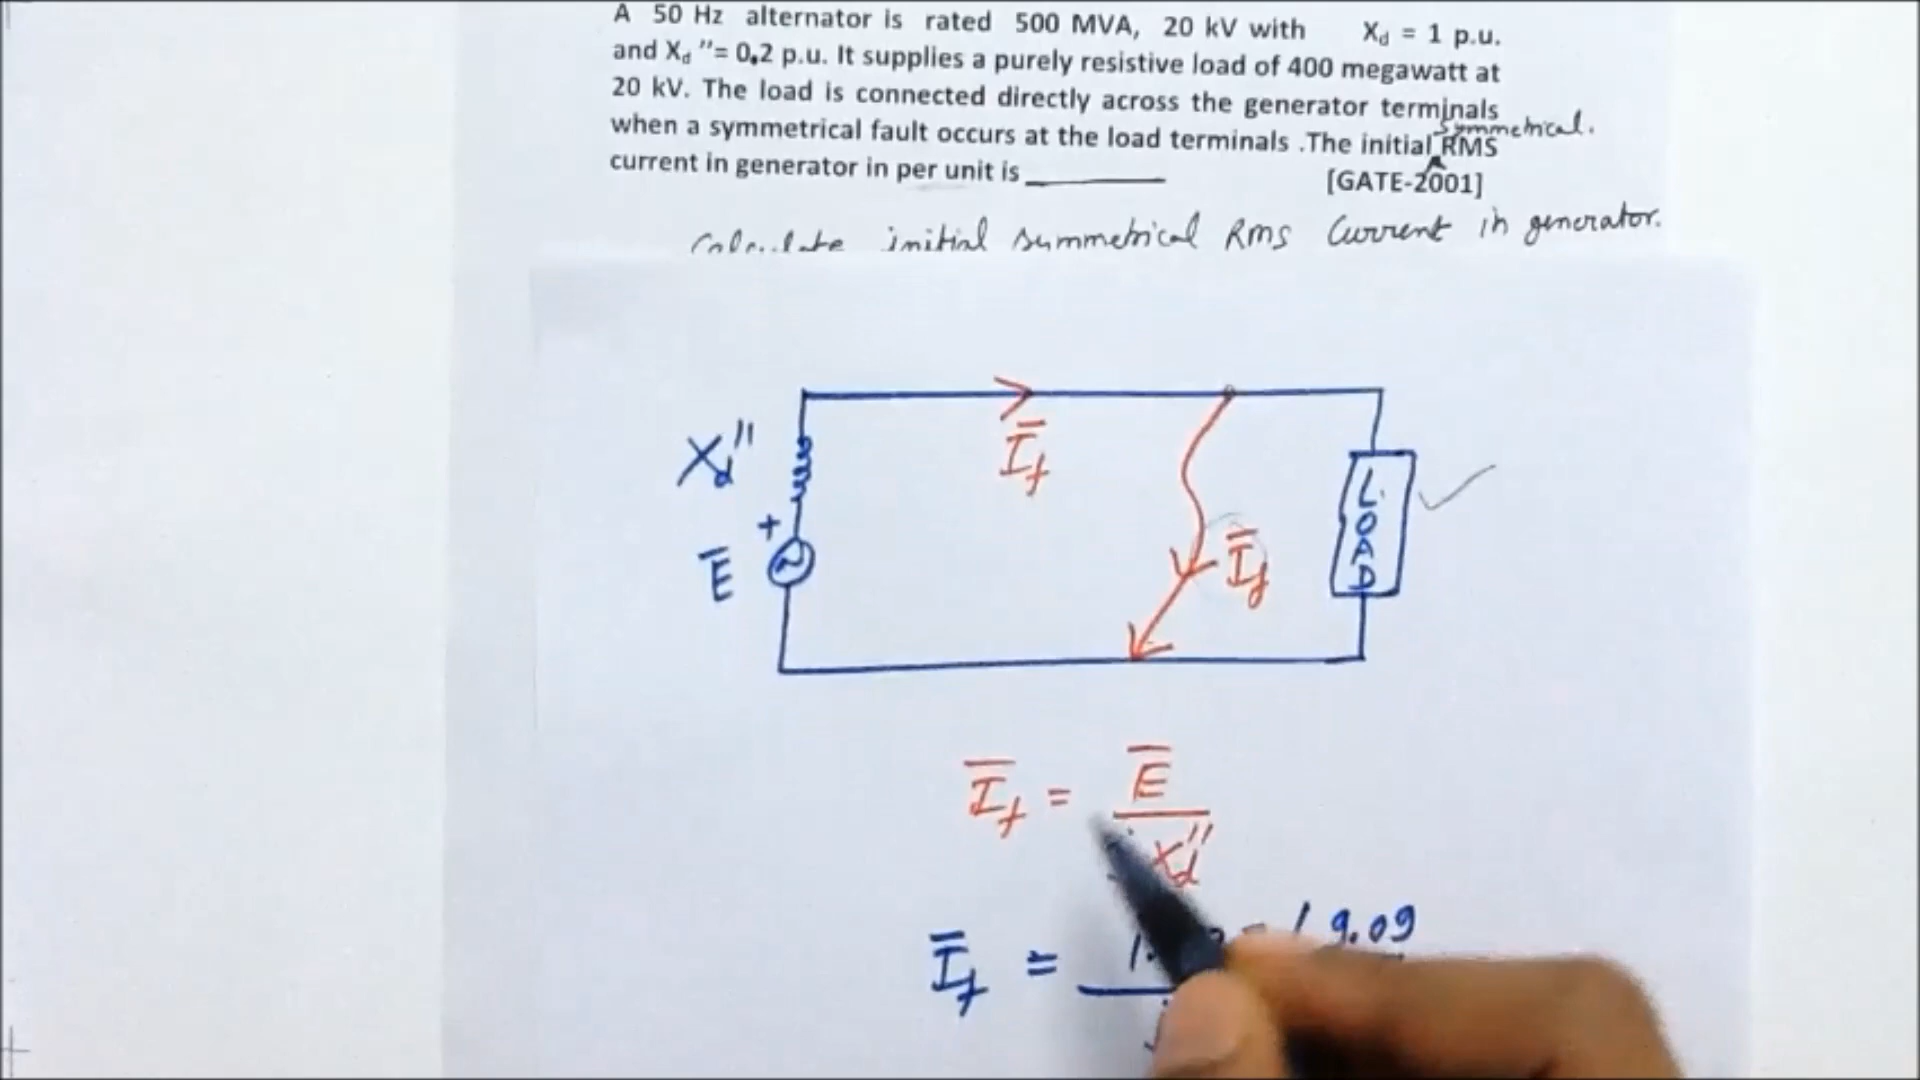 A 50 Hz alternator is rated 500 MVA, 20 kV with Xd = 1 p.u.
and Xd "= 0.2 p.u. It supplies a purely resistive load of 400 megawatt at
20 kV. The load is connected directly across the generator terminals
symmetrical.
when a symmetrical fault occurs at the load terminals .The initial RMS
current in generator in per unit is __________ [GATE-2001]
Calculate initial symmetrical Rms Current in generator.
Xd"
+
E
If
If
LOAD
If = E
Xd"
If = 9.09